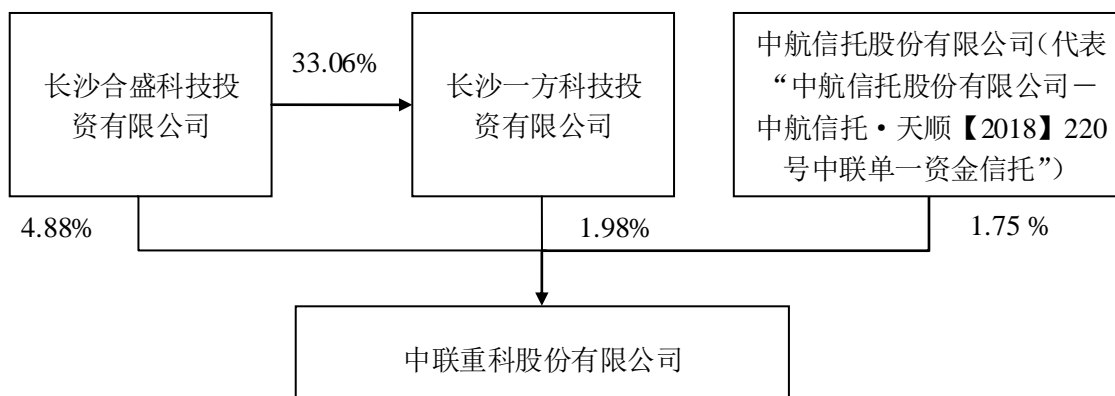 长沙合盛科技投
资有限公司
33.06%
长沙一方科技投
资有限公司
中航信托股份有限公司（代表
“中航信托股份有限公司－
中航信托·天顺【2018】220
号中联单一资金信托”）
4.88%
1.98%
1.75 %
中联重科股份有限公司